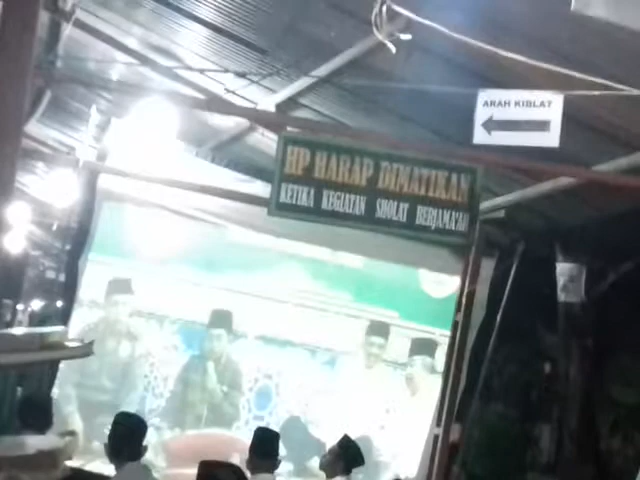 ARAH KIBLAT
HP HARAP DIMATIKAN
KETIKA KEGIATAN SHOLAT BERJAMA'AH